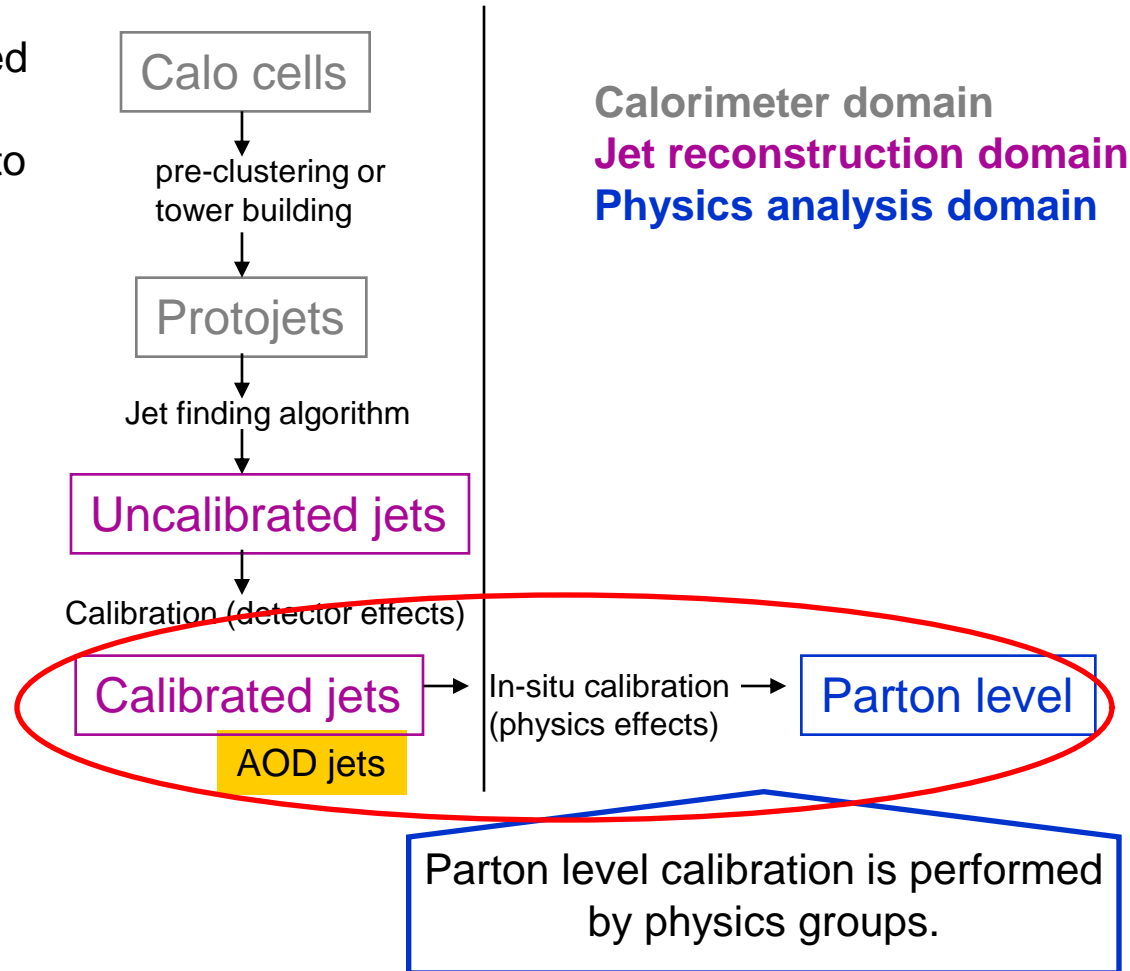 Calo cells
pre-clustering or
tower building
Protojets
Jet finding algorithm
Uncalibrated jets
Calibration (detector effects)
Calibrated jets
AOD jets
In-situ calibration
(physics effects)
Parton level
Calorimeter domain
Jet reconstruction domain
Physics analysis domain
Parton level calibration is performed
by physics groups.
ed
to